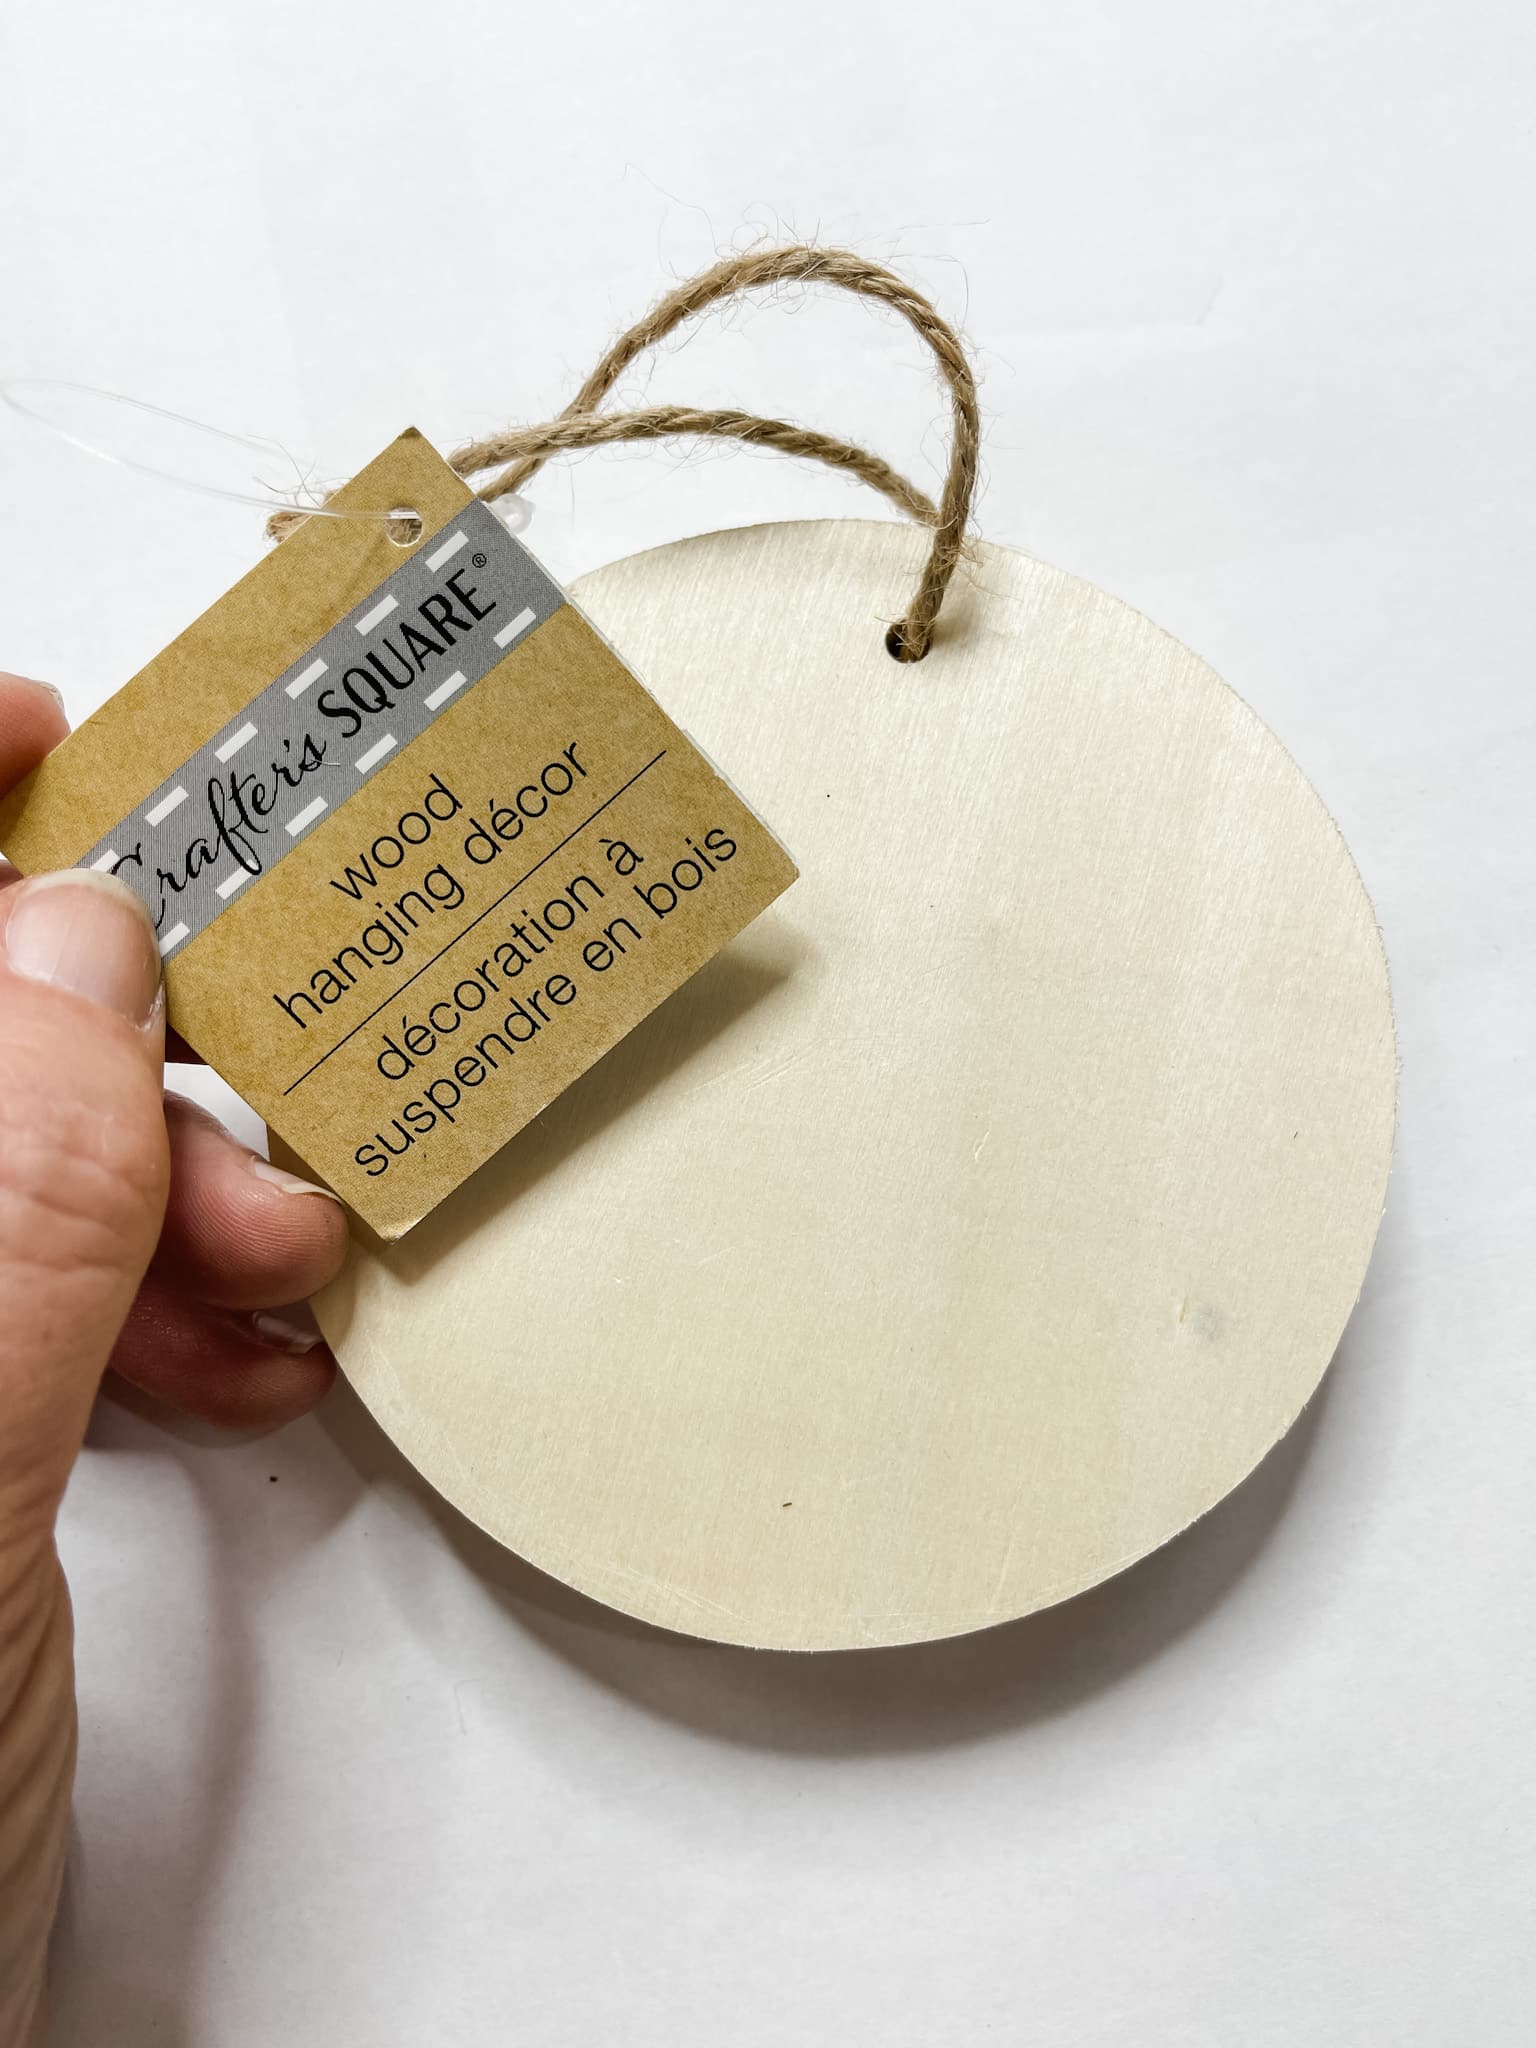 Crafter's SQUARE®
wood
hanging décor
décoration à
suspendre en bois